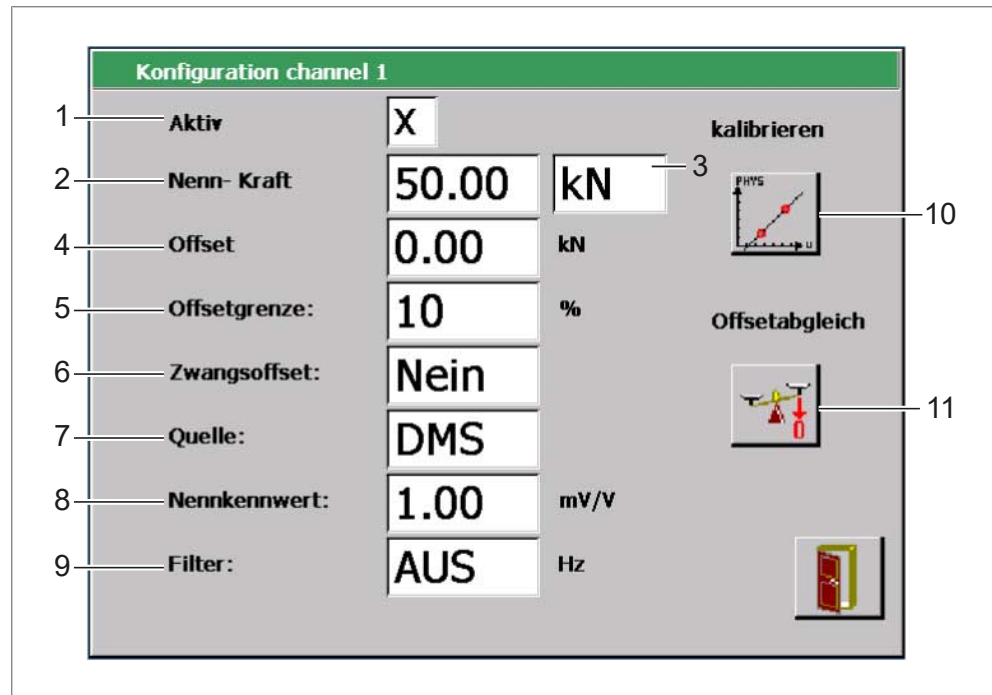 Konfiguration channel 1
1 Aktiv X
kalibrieren
2 Nenn- Kraft 50.00 kN 3
PHYS
U
10
4 Offset 0.00 kN
5 Offsetgrenze: 10 %
Offsetabgleich
6 Zwangsoffset: Nein
0
11
7 Quelle: DMS
8 Nennkennwert: 1.00 mV/V
9 Filter: AUS Hz